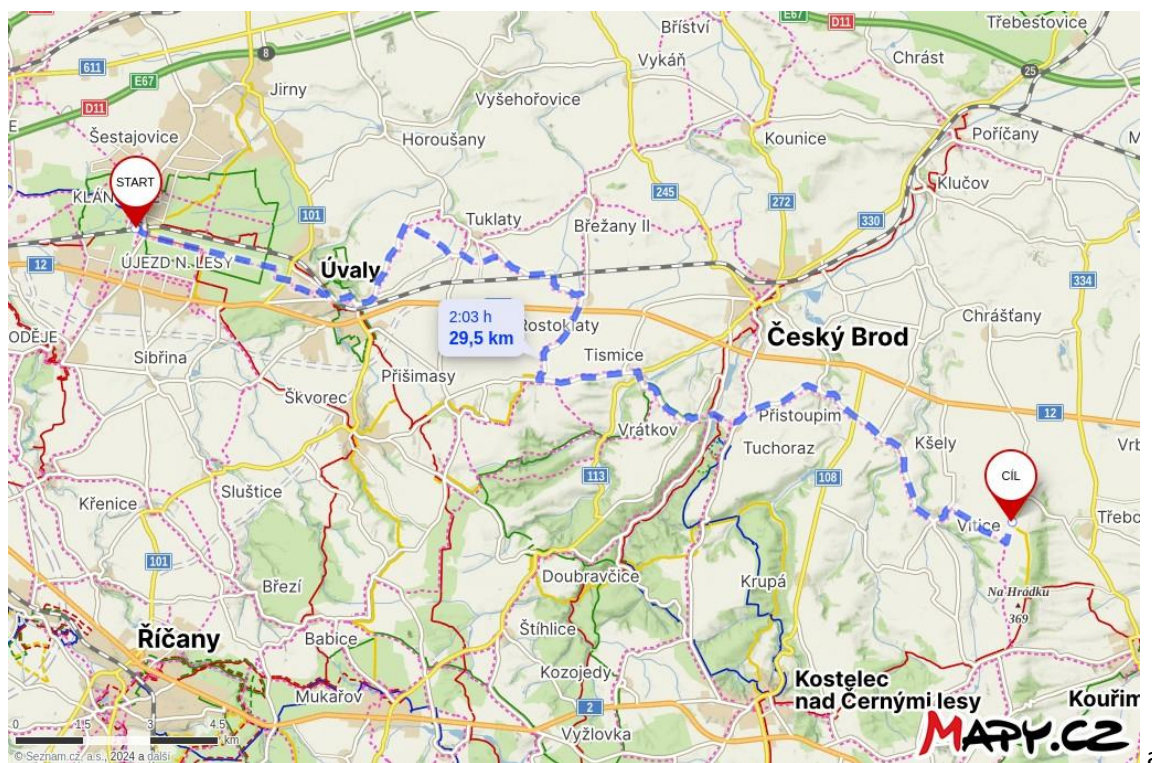 Bříství
E67
D11
Třebestovice
611
8
Vykáň
Chrást
25
E67
Jirny
D11
Vyšehořovice
Šestajovice
Horoušany
Kounice
Poříčany
START
KLÁN
245
Klučov
101
272
Tuklaty
330
Břežany II
12
ÚJEZD N. LESY
Úvaly
334
2:03 h
29,5 km
Rostoklaty
Chrášťany
ODĚJE
Český Brod
Sibřina
Tismice
Přišimasy
Škvorec
12
Přistoupim
Vrátkov
Kšely
Tuchoraz
CÍL
113
108
Sluštice
Křenice
Vitice
Třebo
101
Doubravčice
Březí
Krupá
Na Hrádku
369
Říčany
Babice
Štíhlice
Kozojedy
Kostelec
nad Černými lesy
Mukařov
Kouřim
2
0 1,5 3 4,5 km
Vyžlovka
MAPY.CZ
© Seznam.cz, a.s., 2024 a další